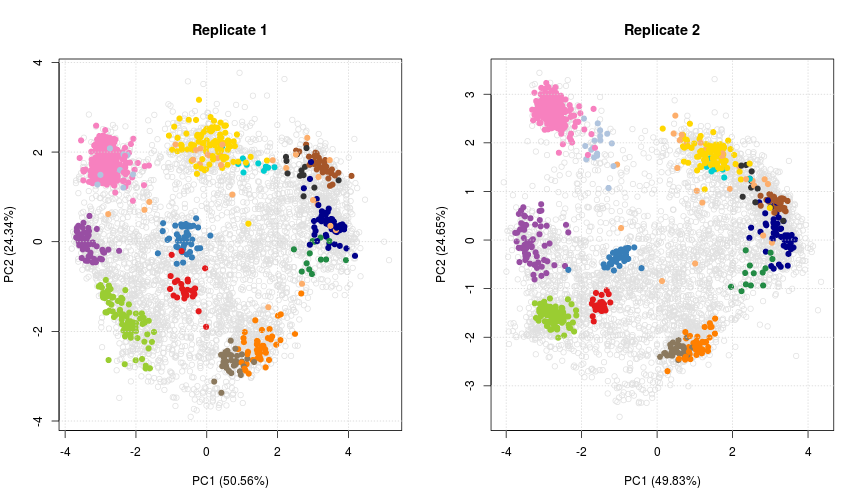 Replicate 1
4
2
0
-2
-4
PC2 (24.34%)
-4 -2 0 2 4
PC1 (50.56%)
Replicate 2
3
2
1
0
-1
-2
-3
PC2 (24.65%)
-4 -2 0 2 4
PC1 (49.83%)